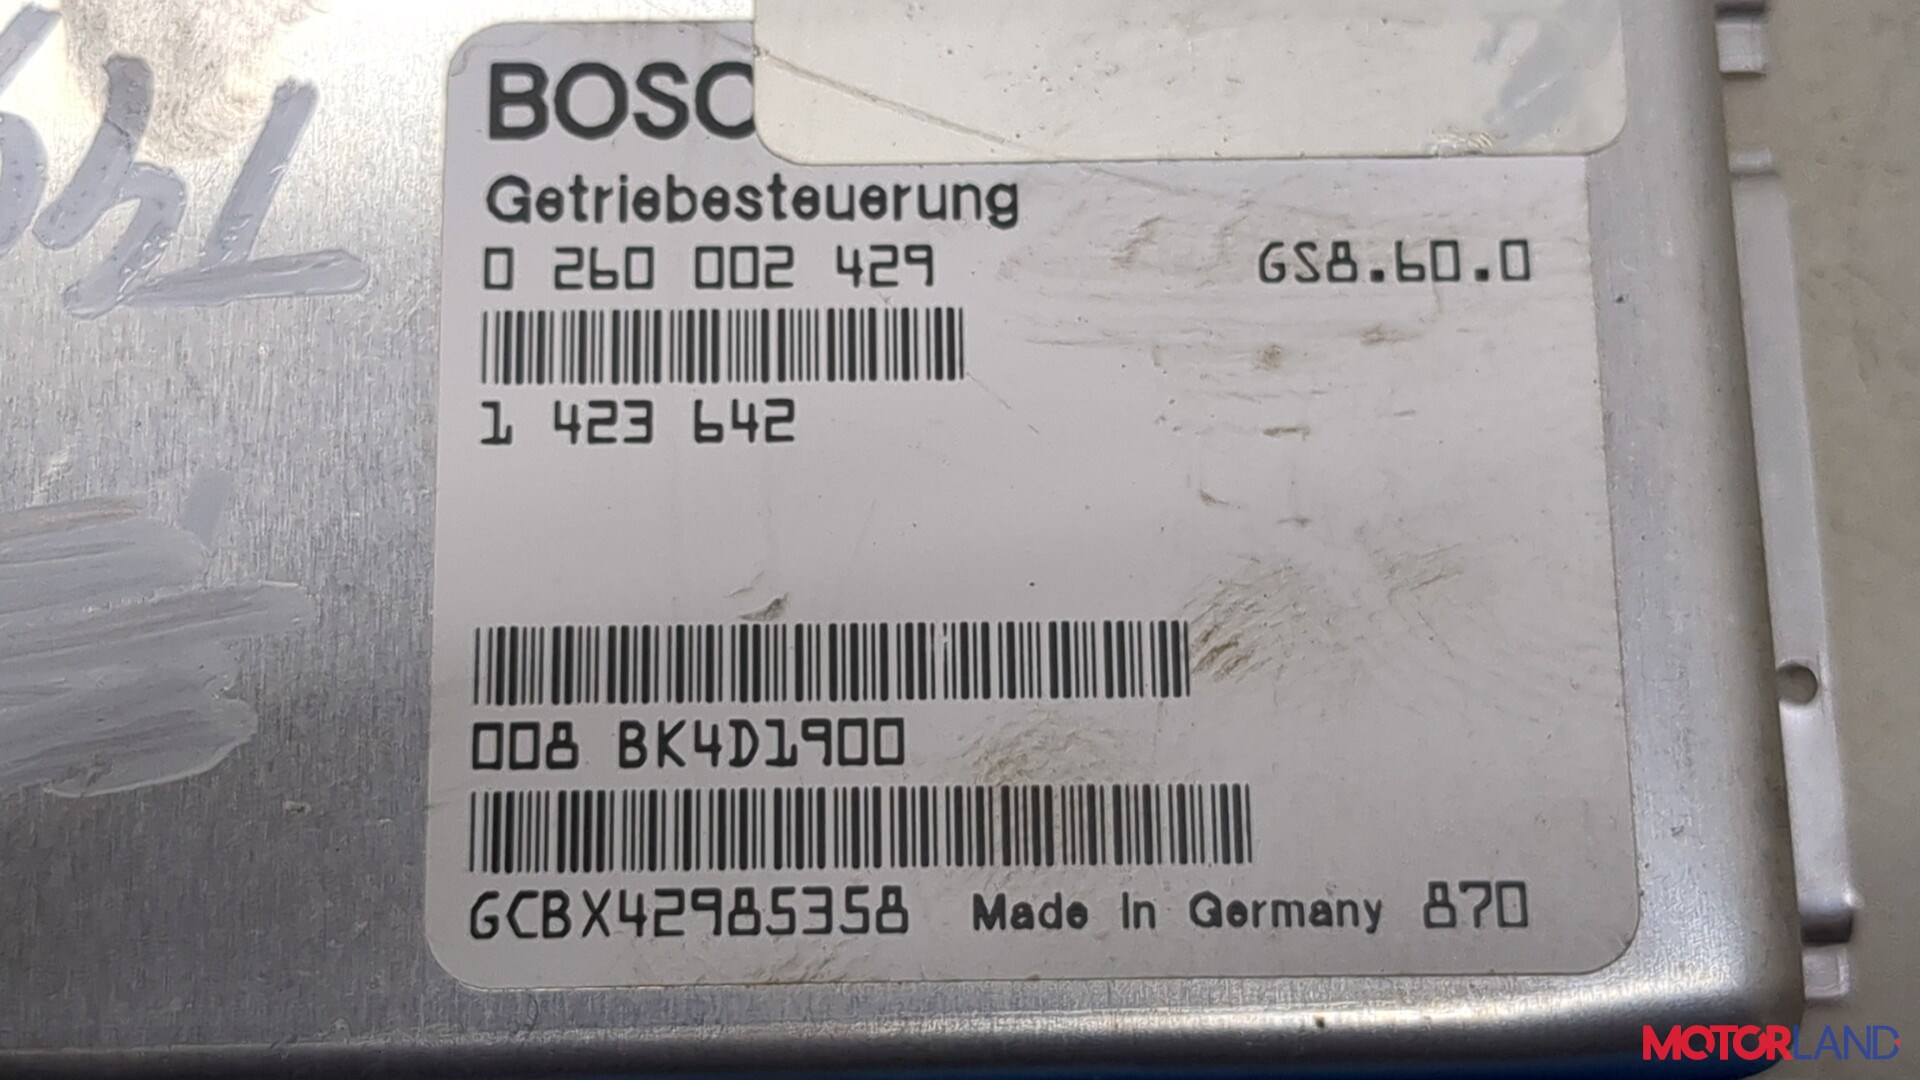 BOSC
Getriebesteuerung
0 260 002 429 GS8.60.0
1 423 642
008 BK4D1900
GCBX42985358 Made in Germany 870
MOTORLAND